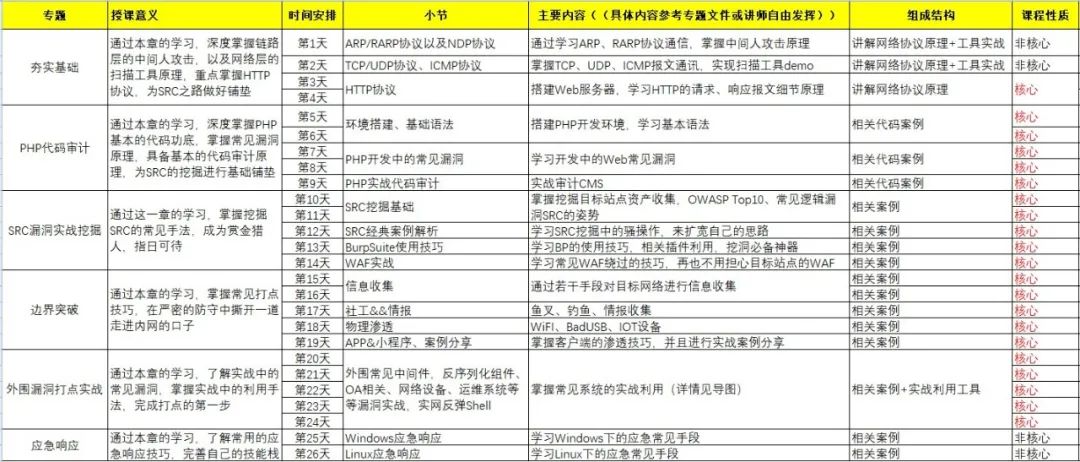 专题 授课意义 时间安排 小节 主要内容（（具体内容参考专题文件或讲师自由发挥）） 组成结构 课程性质
夯实基础
通过本章的学习，深度掌握链路
层的中间人攻击，以及网络层的
扫描工具原理，重点掌握HTTP
协议，为SRC之路做好铺垫
第1天 ARP/RARP协议以及NDP协议 通过学习ARP、RARP协议通信，掌握中间人攻击原理 讲解网络协议原理+工具实战 非核心
第2天 TCP/UDP协议、ICMP协议 掌握TCP、UDP、ICMP报文通讯，实现扫描工具demo 讲解网络协议原理+工具实战 非核心
第3天
第4天
HTTP协议 搭建Web服务器，学习HTTP的请求、响应报文细节原理 讲解网络协议原理 核心
PHP代码审计
通过本章的学习，深度掌握PHP
基本的代码功底，掌握常见漏洞
原理，具备基本的代码审计原
理，为SRC的挖掘进行基础铺垫
第5天 核心
第6天 核心
环境搭建、基础语法 搭建PHP开发环境，学习基本语法 相关代码案例
第7天 核心
第8天 核心
PHP开发中的常见漏洞 学习开发中的Web常见漏洞 相关代码案例
第9天 PHP实战代码审计 实战审计CMS 相关代码案例 核心
SRC漏洞实战挖掘
通过这一章的学习，掌握挖掘
SRC的常见手法，成为赏金猎
人，指日可待
第10天 核心
第11天 核心
SRC挖掘基础
掌握挖掘目标站点资产收集，OWASP Top10、常见逻辑漏
洞SRC的姿势
相关案例
第12天 SRC经典案例解析 学习SRC挖掘中的骚操作，来扩宽自己的思路 相关案例 核心
第13天 BurpSuite使用技巧 学习BP的使用技巧，相关插件利用，挖洞必备神器 相关案例 核心
第14天 WAF实战 学习常见WAF绕过的技巧，再也不用担心目标站点的WAF 相关案例 核心
边界突破
通过本章的学习，掌握常见打点
技巧，在严密的防守中撕开一道
走进内网的口子
第15天 核心
第16天 核心
信息收集 通过若干手段对目标网络进行信息收集 相关案例
第17天 社工&&情报 鱼叉、钓鱼、情报收集 相关案例 核心
第18天 物理渗透 WiFI、BadUSB、IOT设备 相关案例 核心
第19天 APP&小程序、案例分享 掌握客户端的渗透技巧，并且进行实战案例分享 相关案例 核心
外围漏洞打点实战
通过本章的学习，了解实战中的
常见漏洞，掌握实战中的利用手
法，完成打点的第一步
第20天 核心
第21天 核心
第22天 核心
第23天 核心
第24天 核心
外围常见中间件，反序列化组件、
OA相关、网络设备、运维系统等
等漏洞实战，实网反弹Shell
掌握常见系统的实战利用（详情见导图） 相关案例+实战利用工具
应急响应
通过本章的学习，了解常用的应
急响应技巧，完善自己的技能栈
第25天 Windows应急响应 学习Windows下的应急常见手段 相关案例 非核心
第26天 Linux应急响应 学习Linux下的应急常见手段 相关案例 非核心